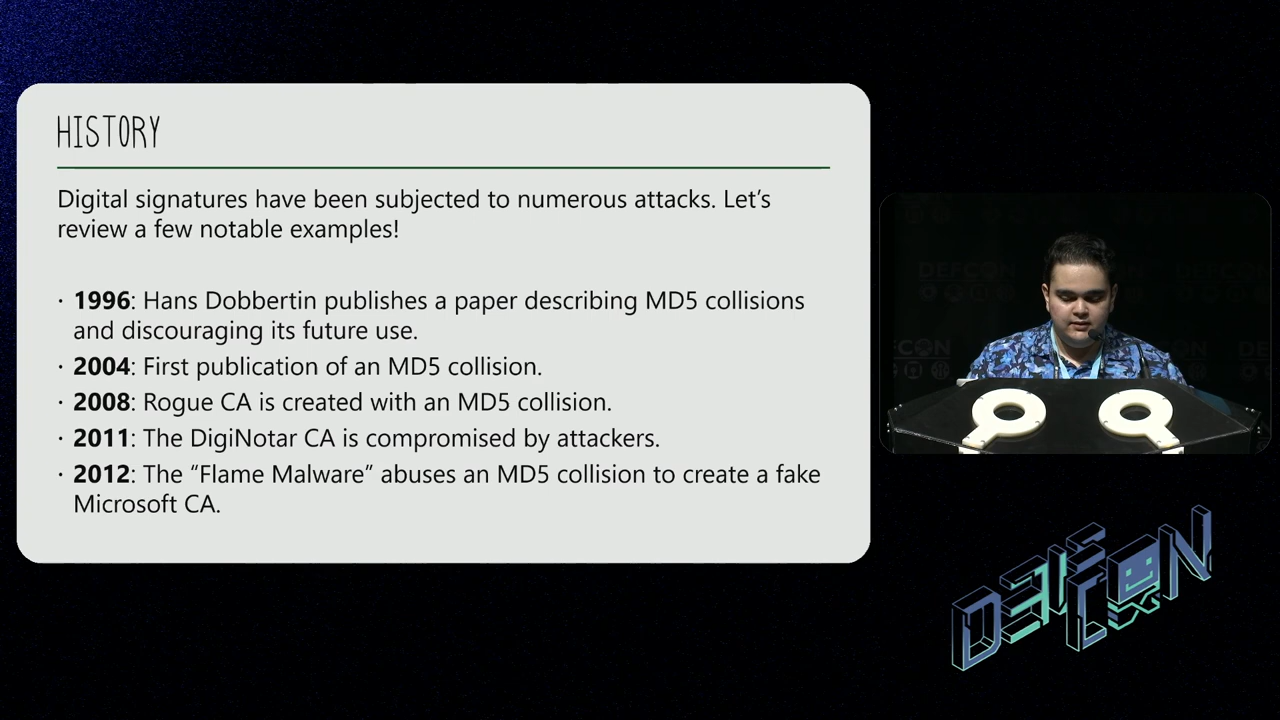 HISTORY
Digital signatures have been subjected to numerous attacks. Let’s
review a few notable examples!
· 1996: Hans Dobbertin publishes a paper describing MD5 collisions
and discouraging its future use.
· 2004: First publication of an MD5 collision.
· 2008: Rogue CA is created with an MD5 collision.
· 2011: The DigiNotar CA is compromised by attackers.
· 2012: The “Flame Malware” abuses an MD5 collision to create a fake
Microsoft CA.
DEFCON
DEF
CON